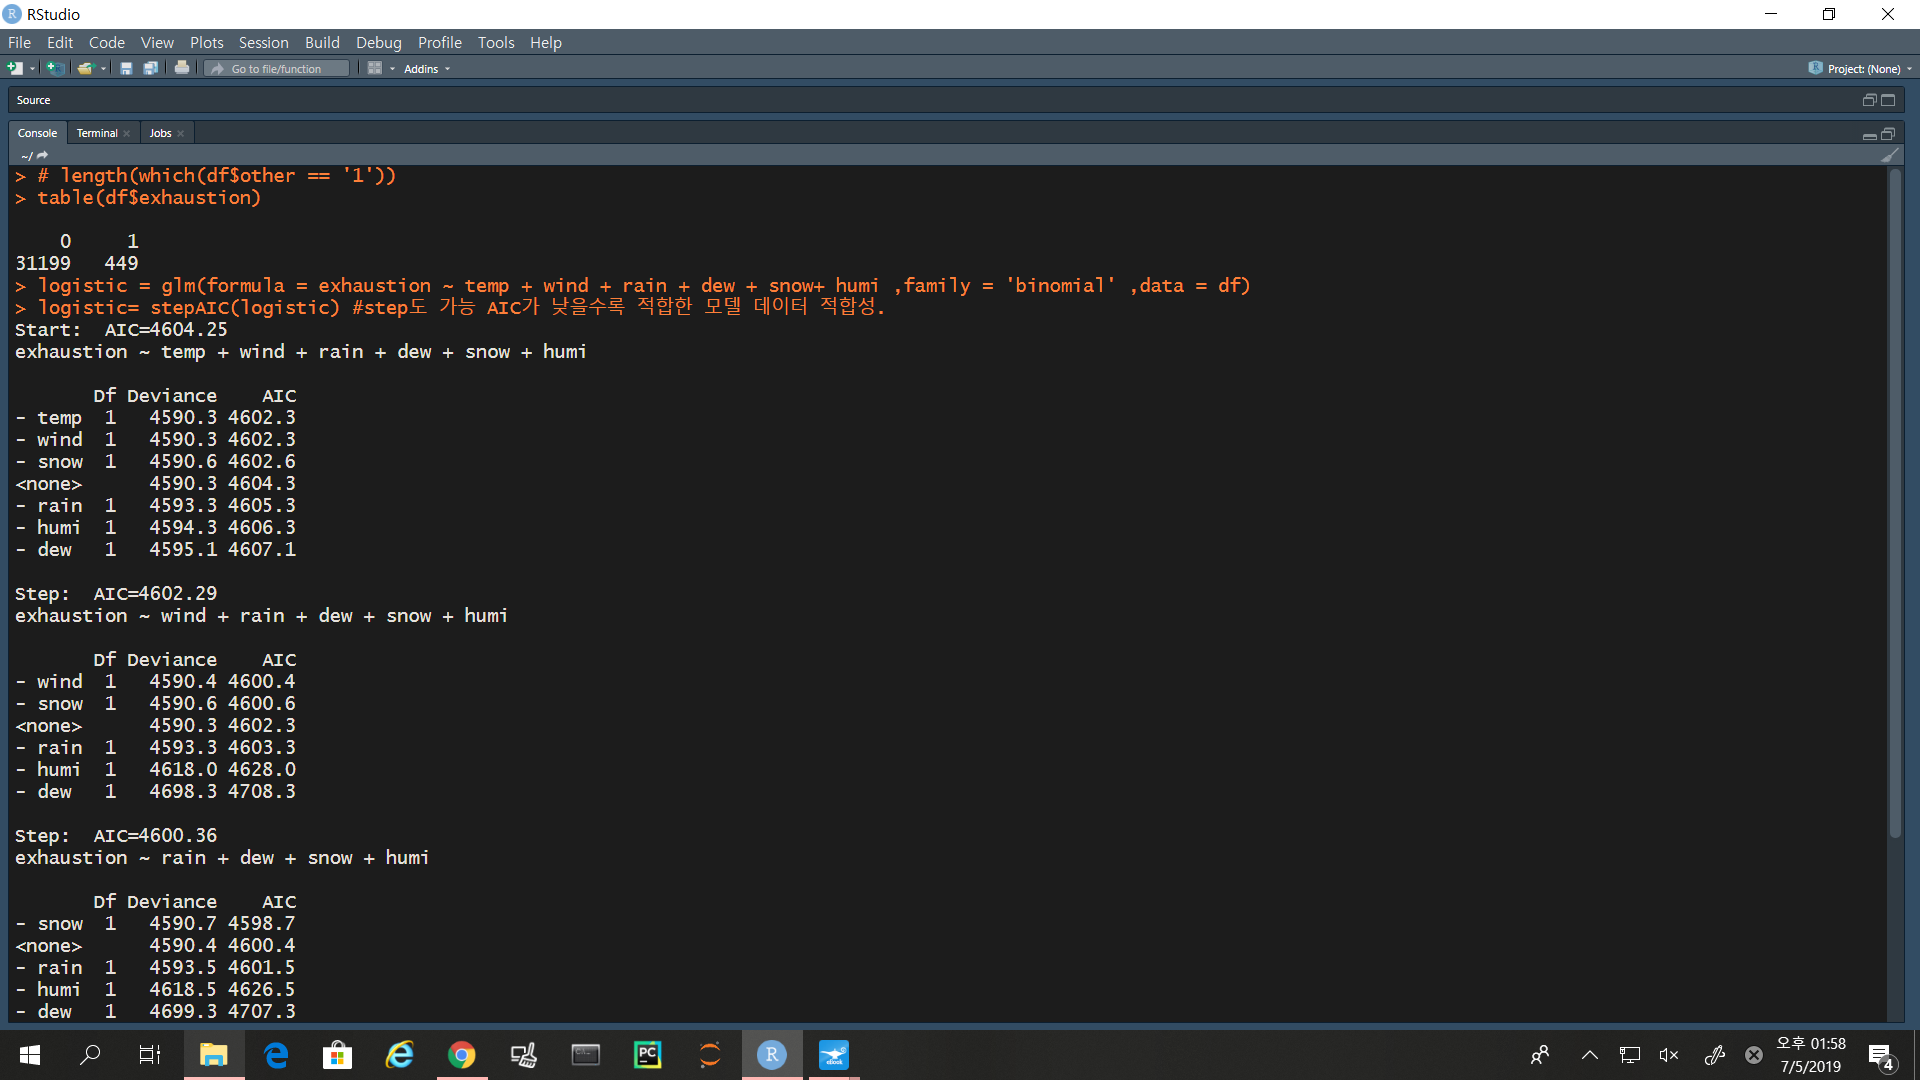 RStudio
File Edit Code View Plots Session Build Debug Profile Tools Help
Go to file/function Addins Project: (None)
Source
Console Terminal Jobs
~/
> # length(which(df$other == '1'))
> table(df$exhaustion)
0 1
31199 449
> logistic = glm(formula = exhaustion ~ temp + wind + rain + dew + snow+ humi ,family = 'binomial' ,data = df)
> logistic= stepAIC(logistic) #step도 가능 AIC가 낮을수록 적합한 모델 데이터 적합성.
Start:  AIC=4604.25
exhaustion ~ temp + wind + rain + dew + snow + humi
Df Deviance    AIC
- temp  1   4590.3 4602.3
- wind  1   4590.3 4602.3
- snow  1   4590.6 4602.6
<none>      4590.3 4604.3
- rain  1   4593.3 4605.3
- humi  1   4594.3 4606.3
- dew   1   4595.1 4607.1
Step:  AIC=4602.29
exhaustion ~ wind + rain + dew + snow + humi
Df Deviance    AIC
- wind  1   4590.4 4600.4
- snow  1   4590.6 4600.6
<none>      4590.3 4602.3
- rain  1   4593.3 4603.3
- humi  1   4618.0 4628.0
- dew   1   4698.3 4708.3
Step:  AIC=4600.36
exhaustion ~ rain + dew + snow + humi
Df Deviance    AIC
- snow  1   4590.7 4598.7
<none>      4590.4 4600.4
- rain  1   4593.5 4601.5
- humi  1   4618.5 4626.5
- dew   1   4699.3 4707.3
PC
R
eBook
오후 01:58
7/5/2019
4